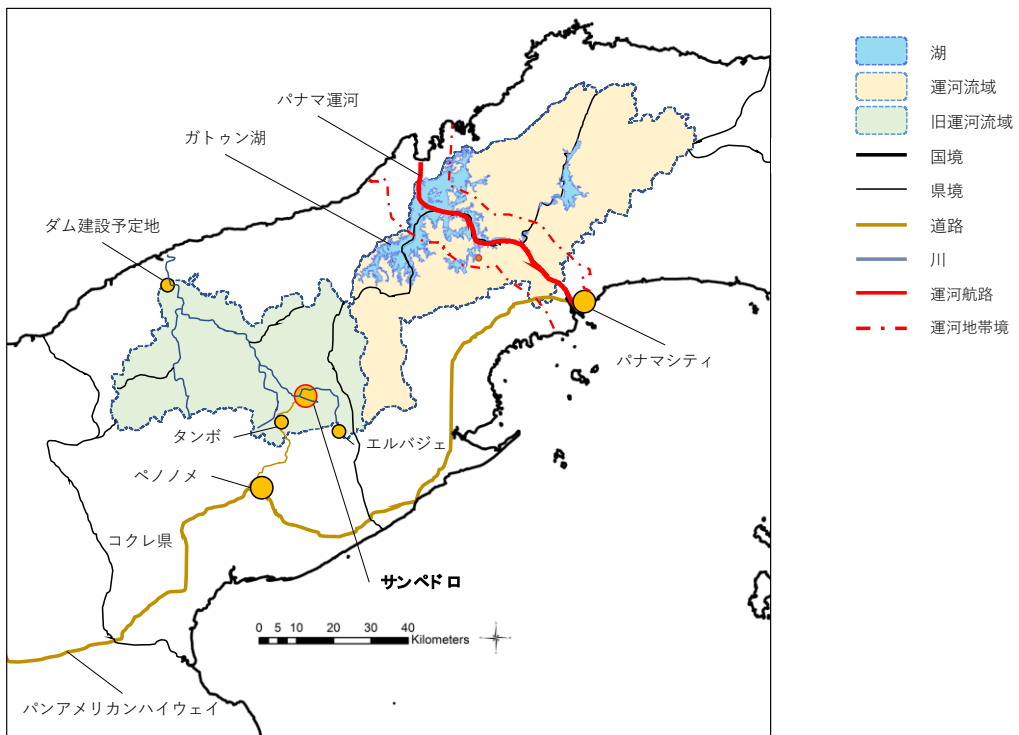 パナマ運河
ガトゥン湖
ダム建設予定地
パナマシティ
タンボ
エルバジェ
ペノノメ
コクレ県
サンペドロ
0 5 10 20 30 40
Kilometers
パンアメリカンハイウェイ
湖
運河流域
旧運河流域
国境
県境
道路
川
運河航路
運河地帯境